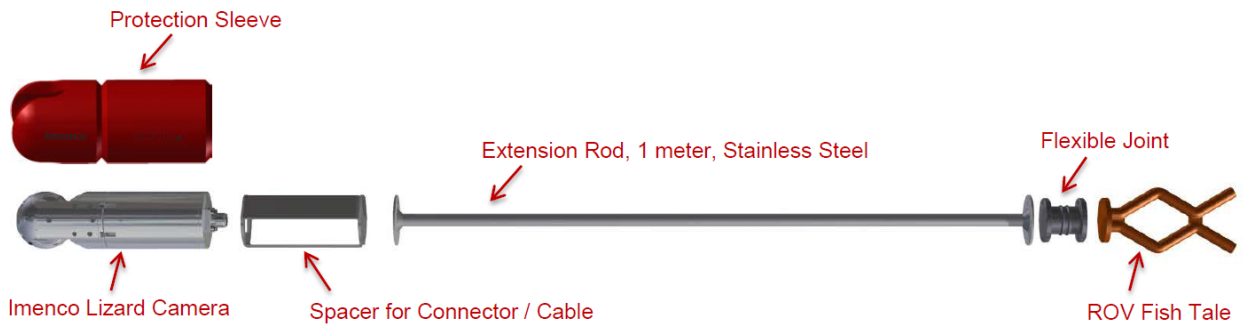 Protection Sleeve
Extension Rod, 1 meter, Stainless Steel
Flexible Joint
Imenco Lizard Camera
Spacer for Connector / Cable
ROV Fish Tale